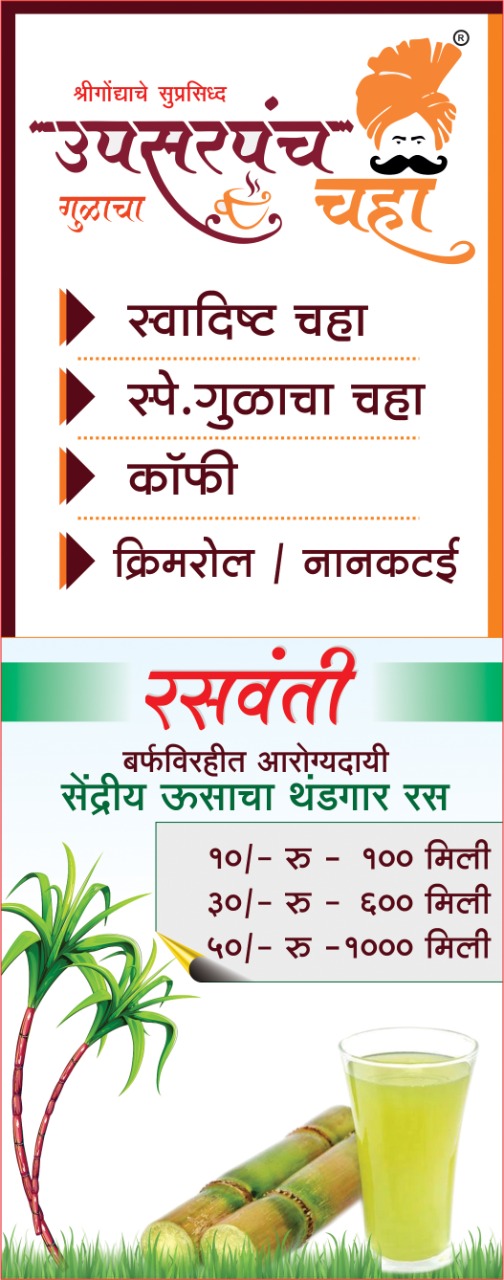 ®
श्रीगोंद्याचे सुप्रसिध्द
उपसरपंच
गुळाचा
चहा
स्वादिष्ट चहा
स्पे.गुळाचा चहा
कॉफी
क्रिमरोल / नानकटई
रसवंती
बर्फविरहीत आरोग्यदायी
सेंद्रीय ऊसाचा थंडगार रस
१०/- रु - १०० मिली
३०/- रु - ६०० मिली
५०/- रु -१००० मिली